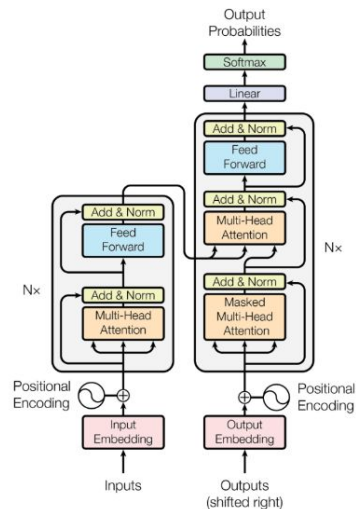 Output
Probabilities
Softmax
Linear
Add & Norm
Feed
Forward
Add & Norm
Multi-Head
Attention
Add & Norm
Masked
Multi-Head
Attention
Nx
Add & Norm
Feed
Forward
Add & Norm
Multi-Head
Attention
Nx
Positional
Encoding
Input
Embedding
Inputs
Positional
Encoding
Output
Embedding
Outputs
(shifted right)